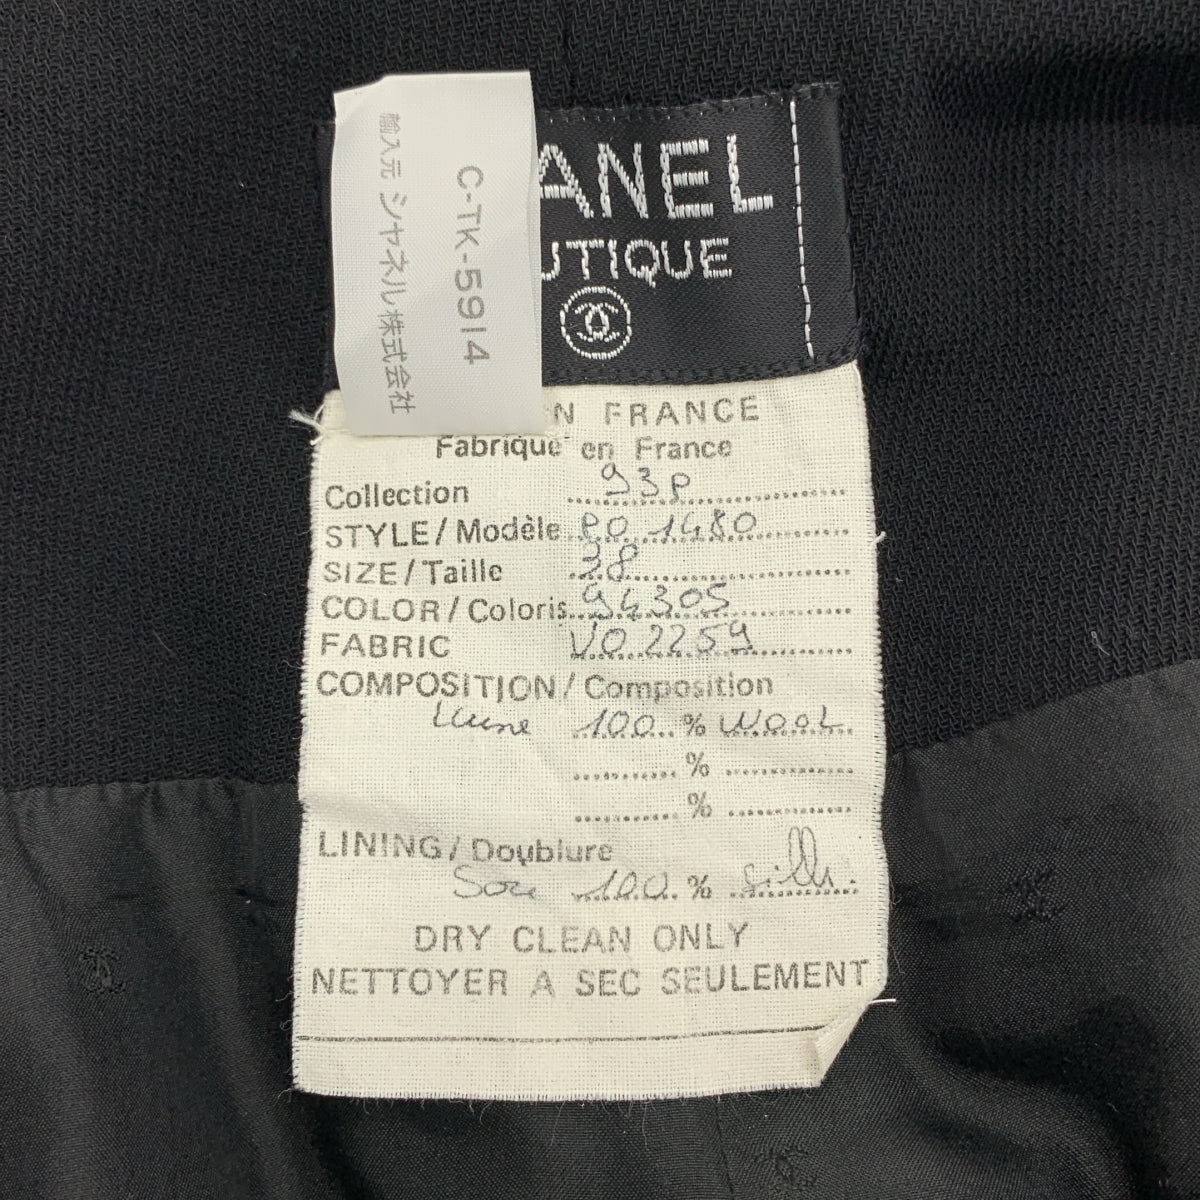 C-TK-5914
輸入元 シャネル株式会社
ANEL
UTIQUE
N FRANCE
Fabriqué en France
Collection 93P
STYLE/Modèle PO 1480
SIZE/Taille 38
COLOR/Coloris 94305
FABRIC VO 2259
COMPOSITION/Composition
Laine 100 % WOOL
%
%
LINING/Doublure
Soie 100 % silk
DRY CLEAN ONLY
NETTOYER A SEC SEULEMENT